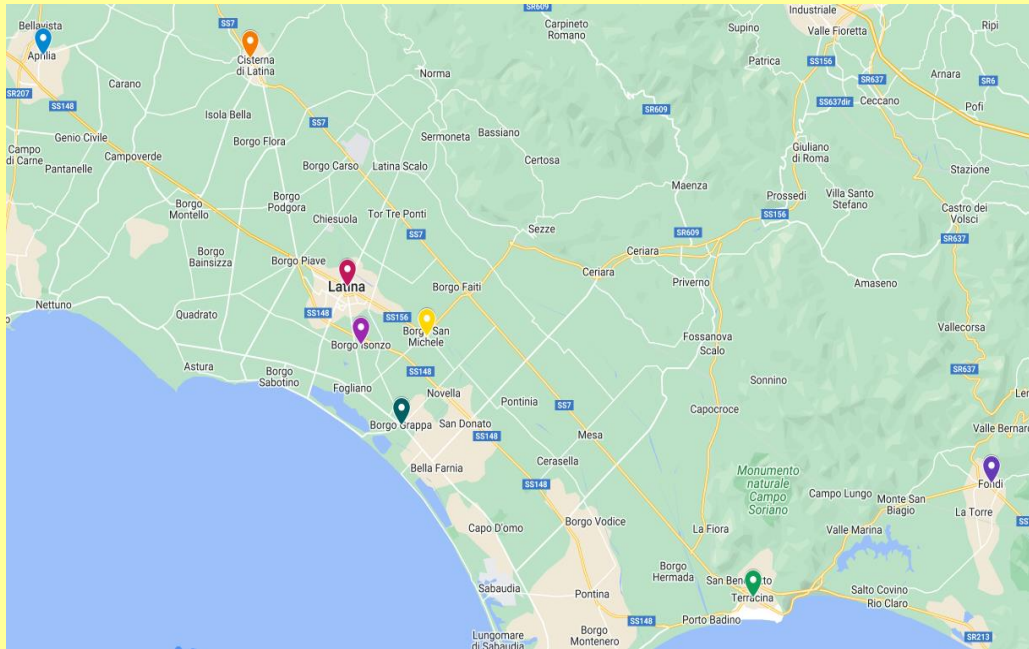 SR609
Bellavista
SS7
Carpineto
Romano
Supino
Industriale
Valle Fioretta
Ripi
Aprilia
Cisterna
di Latina
Norma
Patrica
SS156
SR637
Arnara
SR6
SR207
Carano
SS148
Isola Bella
SS7
SR609
SS637dir
Ceccano
Pofi
Genio Civile
Campo
di Carne
Campoverde
Pantanelle
Borgo Flora
Sermoneta
Bassiano
Giuliano
di Roma
Borgo Carso
Latina Scalo
Certosa
Stazione
Maenza
Prossedi
Villa Santo
Stefano
Borgo
Montello
Borgo
Podgora
Chiesuola
Tor Tre Ponti
SS7
Sezze
SR609
SS156
Castro dei
Volsci
SR637
Borgo
Bainsizza
Borgo Piave
Ceriara
Ceriara
Priverno
Amaseno
Latina
Borgo Faiti
Nettuno
Quadrato
SS148
SS156
Borgo San
Michele
Borgo Isonzo
Fossanova
Scalo
Vallecorsa
Astura
Borgo
Sabotino
Fogliano
SS148
Novella
SR637
Sonnino
Pontinia
SS7
Capocroce
Borgo Grappa
San Donato
SS148
Mesa
Valle Bernard
Bella Farnia
Cerasella
SS148
Monumento
naturale
Campo
Soriano
Campo Lungo
Monte San
Biagio
Fondi
La Torre
Capo D'omo
Borgo Vodice
La Fiora
Valle Marina
Sabaudia
Pontina
Borgo
Hermada
San Benedetto
Terracina
Salto Covino
Rio Claro
Lungomare
di Sabaudia
Borgo
Montenero
SS148
Porto Badino
SR213